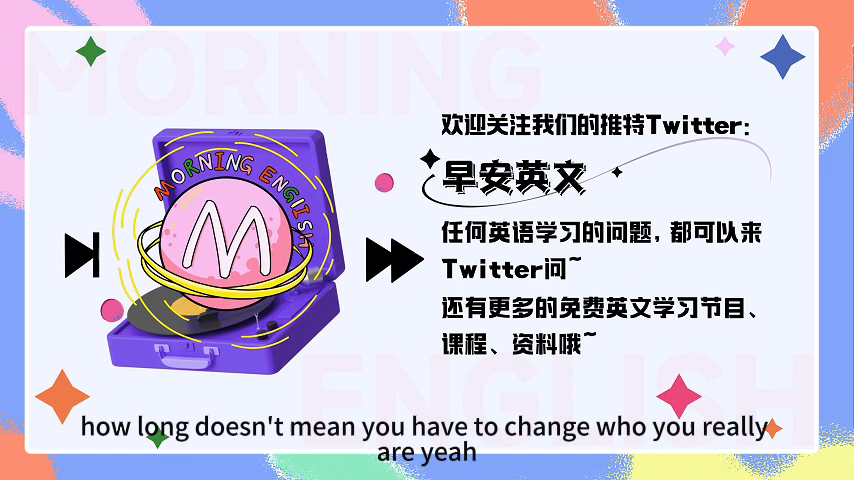 MORNING
欢迎关注我们的推特Twitter:
MORNING ENGlISH
早安英文
M
任何英语学习的问题, 都可以来
Twitter问~
还有更多的免费英文学习节目、
课程、资料哦~
ENGLISH
how long doesn't mean you have to change who you really
are yeah